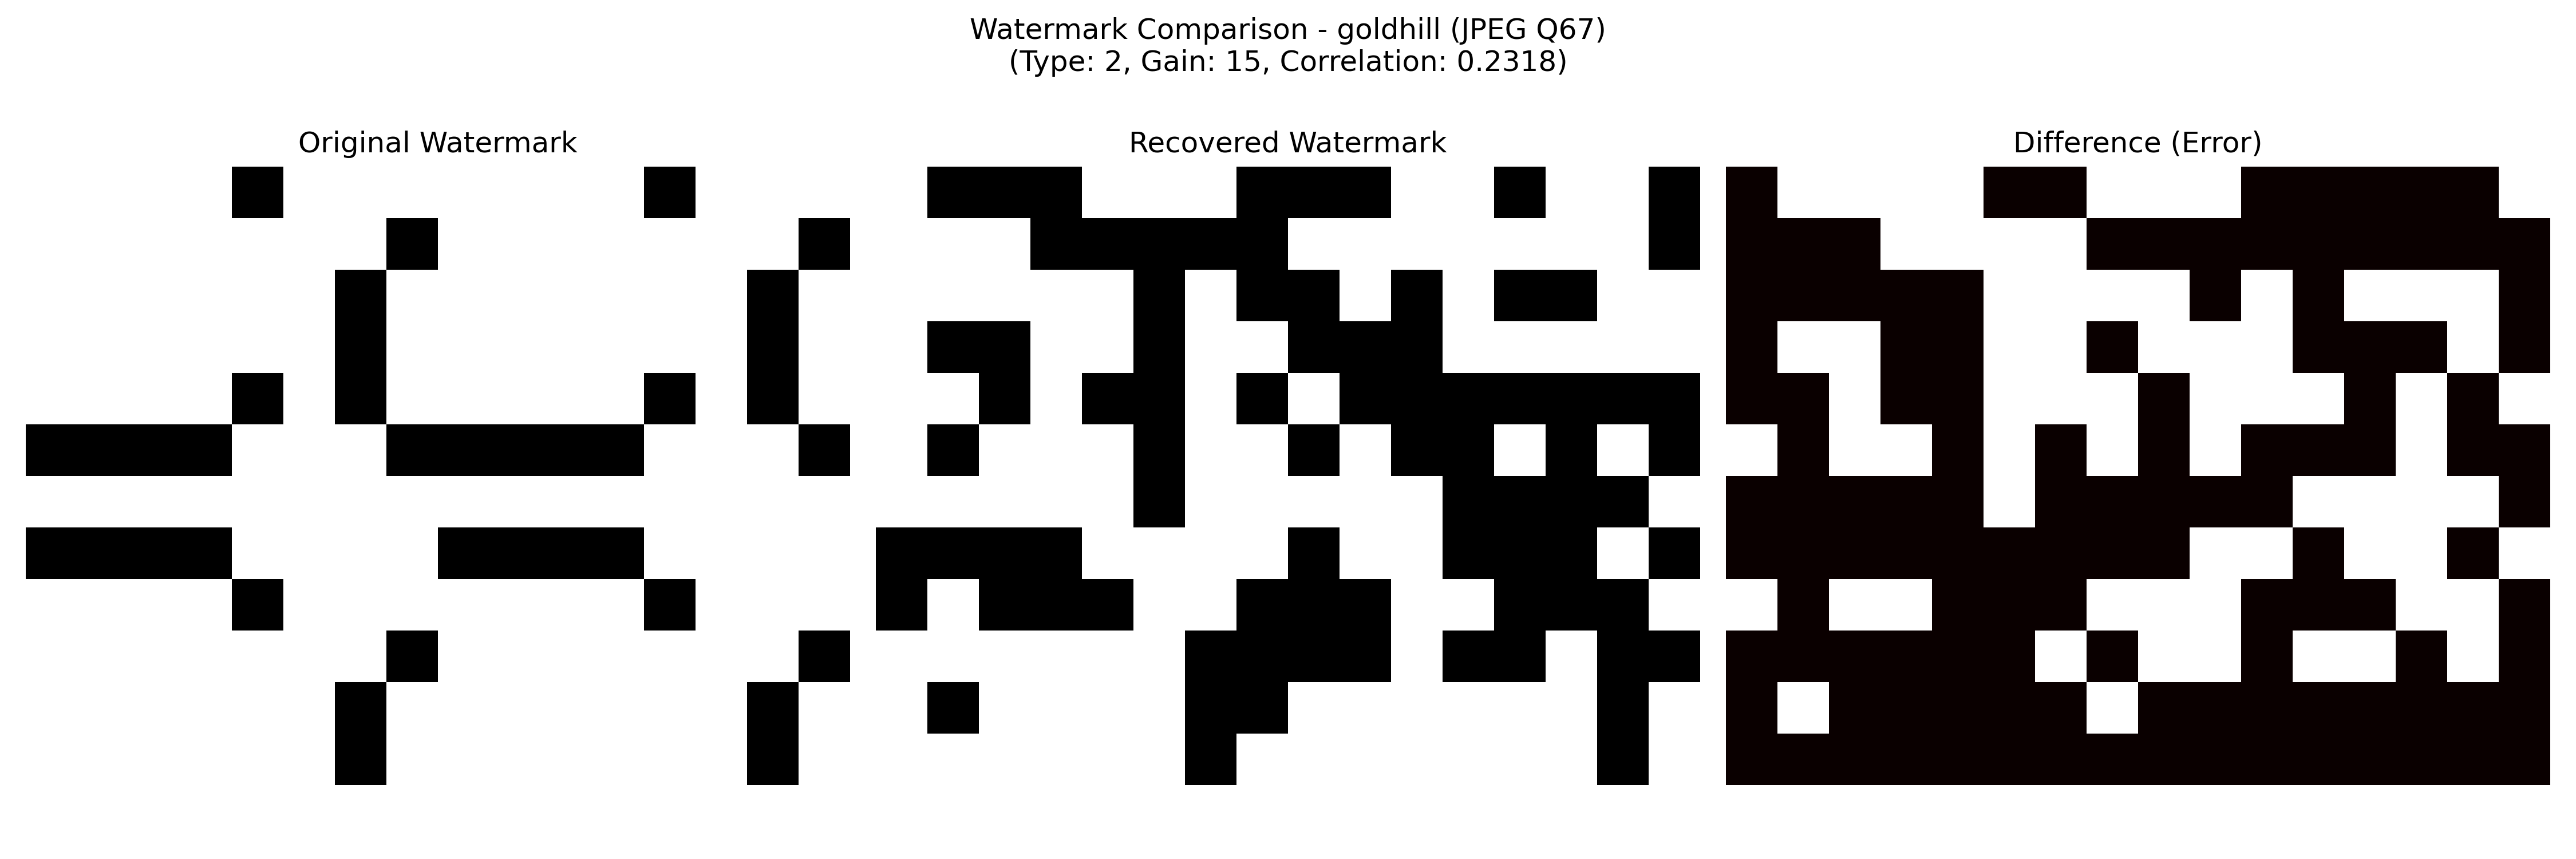 Watermark Comparison - goldhill (JPEG Q67)
(Type: 2, Gain: 15, Correlation: 0.2318)
Original Watermark
Recovered Watermark
Difference (Error)